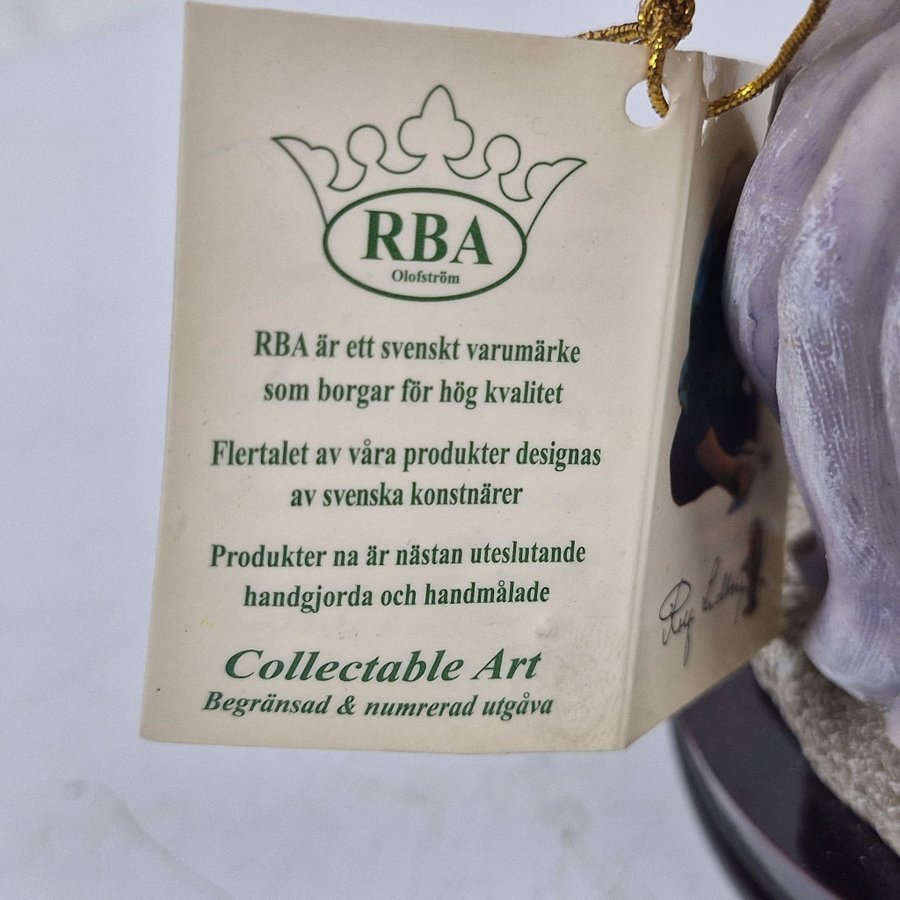 RBA
Olofström
RBA är ett svenskt varumärke
som borgar för hög kvalitet
Flertalet av våra produkter designas
av svenska konstnärer
Produkter na är nästan uteslutande
handgjorda och handmålade
Collectable Art
Begränsad & numrerad utgåva